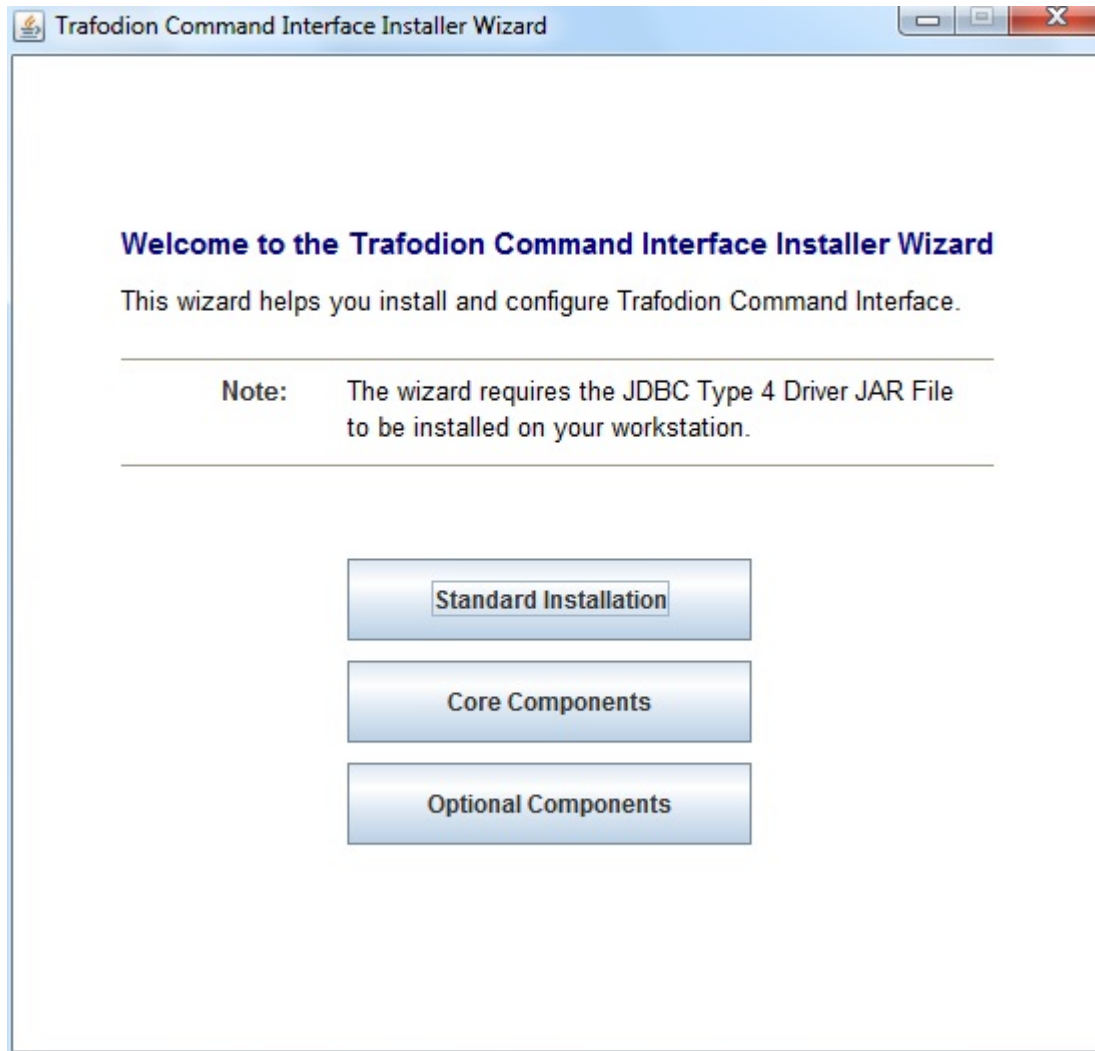 Trafodion Command Interface Installer Wizard
Welcome to the Trafodion Command Interface Installer Wizard
This wizard helps you install and configure Trafodion Command Interface.
Note: The wizard requires the JDBC Type 4 Driver JAR File
to be installed on your workstation.
Standard Installation
Core Components
Optional Components